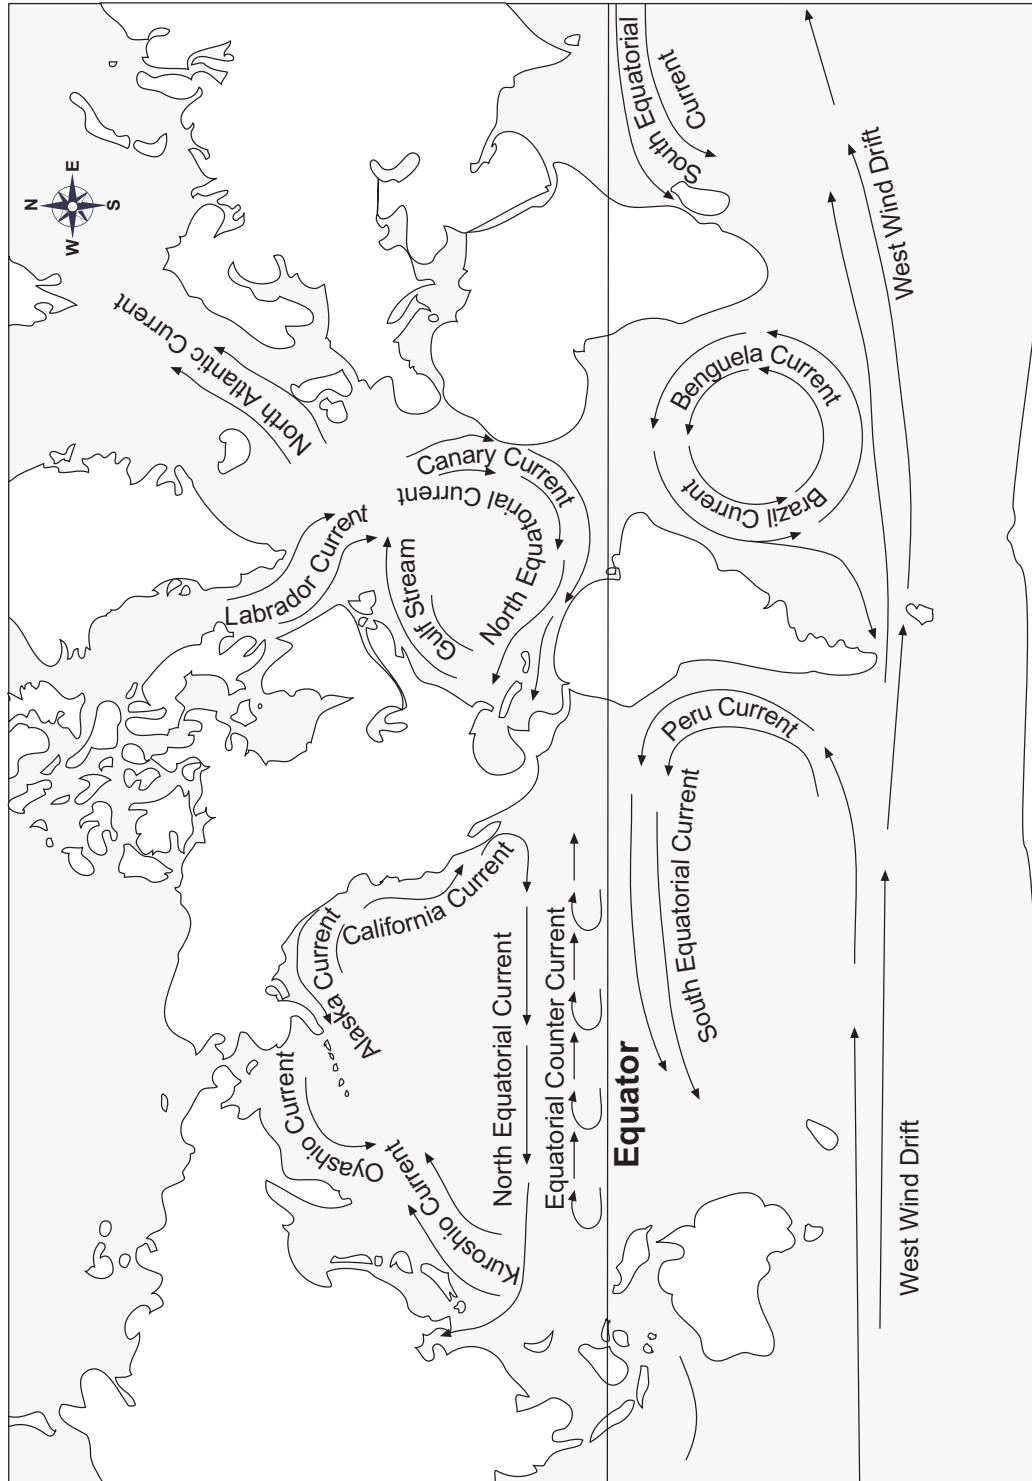 N
W
E
S
Labrador Current
North Atlantic Current
Alaska Current
Oyashio Current
California Current
Kuroshio Current
Gulf Stream
Canary Current
North Equatorial Current
North Equatorial Current
Equatorial Counter Current
Equator
South Equatorial
Current
South Equatorial Current
Peru Current
Brazil Current
Benguela Current
West Wind Drift
West Wind Drift